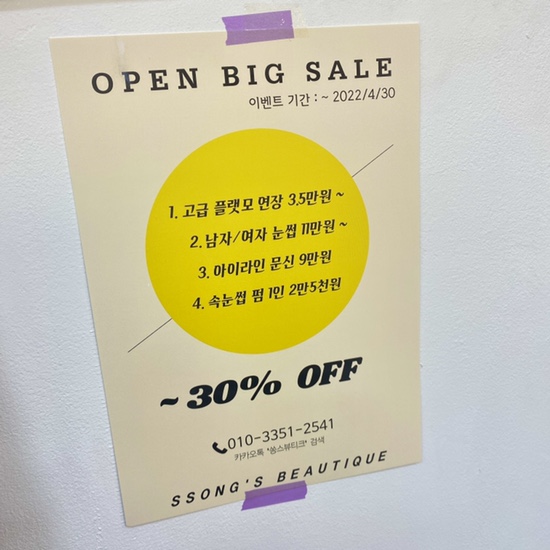 OPEN BIG SALE
이벤트 기간 : ~ 2022/4/30
1. 고급 플랫모 연장 3.5만원 ~
2. 남자/여자 눈썹 11만원 ~
3. 아이라인 문신 9만원
4. 속눈썹 펌 1인 2만5천원
~30% OFF
010-3351-2541
카카오톡 '쏭스뷰티크' 검색
SSONG'S BEAUTIQUE